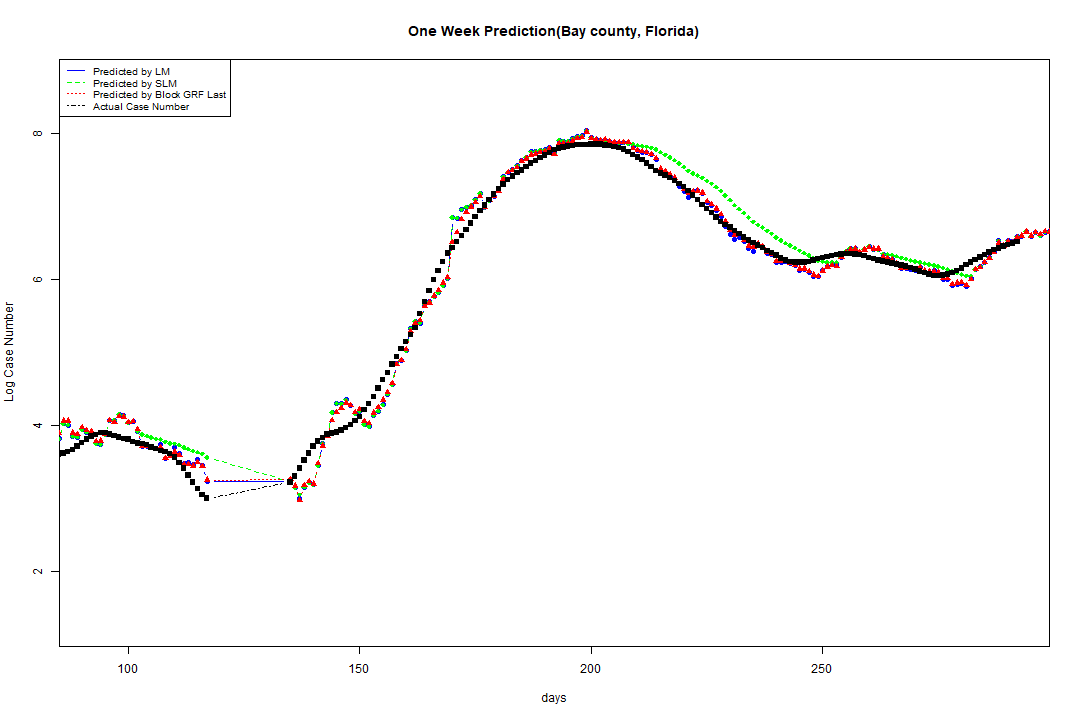 One Week Prediction(Bay county, Florida)
Predicted by LM
Predicted by SLM
Predicted by Block GRF Last
Actual Case Number
8
6
4
2
Log Case Number
100 150 200 250
days